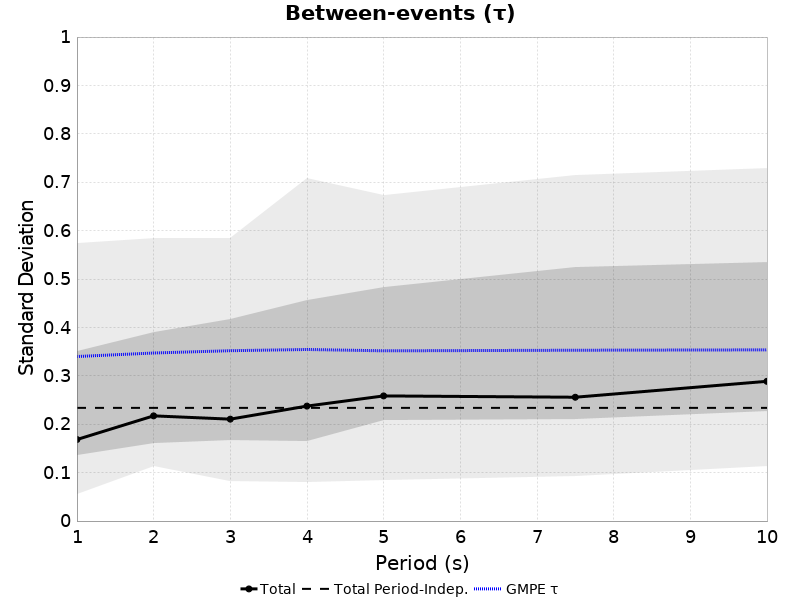 Between-events (τ)
1
0.9
0.8
0.7
0.6
0.5
0.4
0.3
0.2
0.1
0
Standard Deviation
1 2 3 4 5 6 7 8 9 10
Period (s)
Total Total Period-Indep. GMPE τ